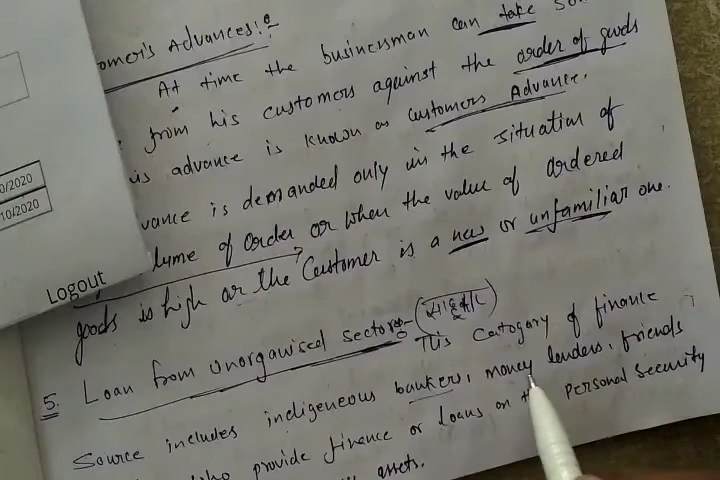 0/2020
10/2020
Logout
omer's Advances:-
At time the businessman can take
from his customers against the order of goods
is advance is known as customers Advance.
vance is demanded only in the situation of
lume of order or when the value of ordered
goods is high or the Customer is a new or unfamiliar one.
5. Loan from unorganised sector:- (साहूकार)
This Catogary of finance
Source includes indigeneous bankers, money lenders, friends
who provide finance or loans on personal security
assets.